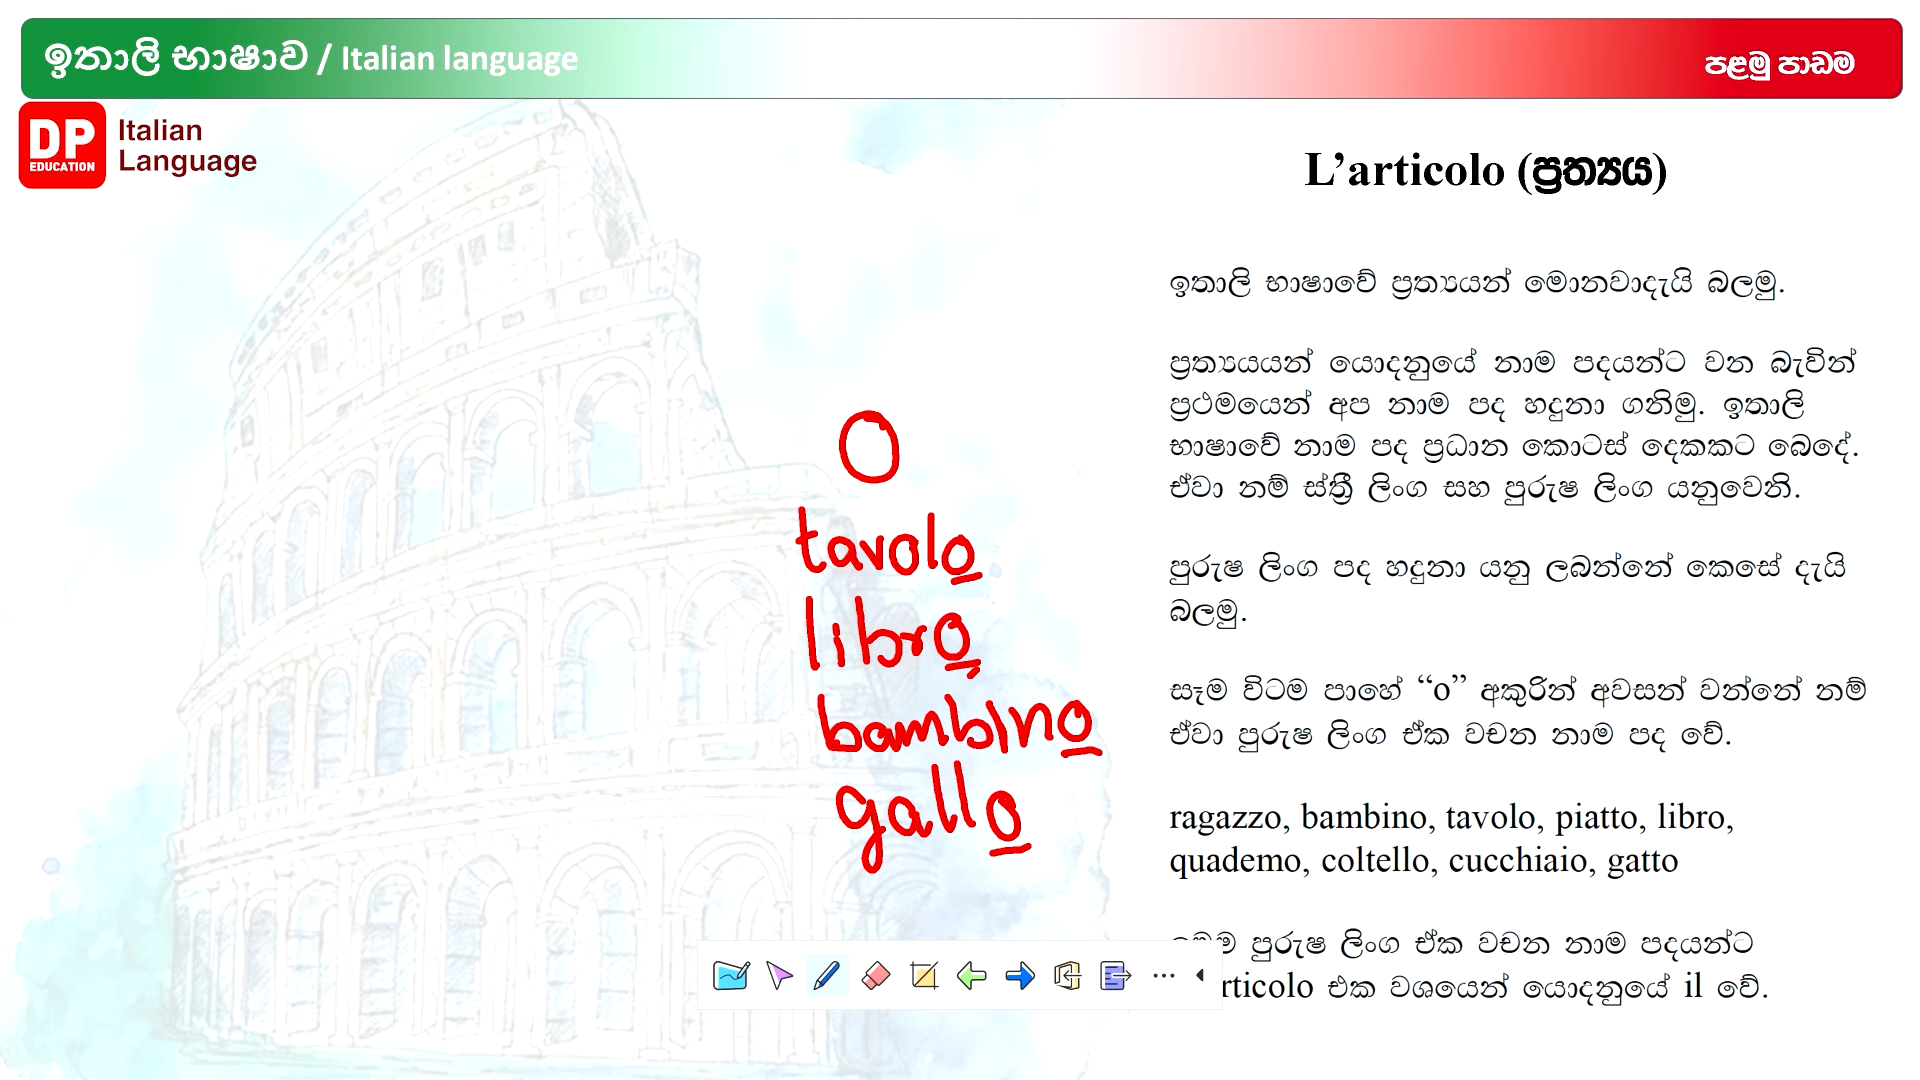 ඉතාලි භාෂාව / Italian language
පළමු පාඩම
DP
EDUCATION
Italian
Language
L’articolo (ප්‍රත්‍යය)
ඉතාලි භාෂාවේ ප්‍රත්‍යයන් මොනවාදැයි බලමු.
ප්‍රත්‍යයයන් යොදනුයේ නාම පදයන්ට වන බැවින්
ප්‍රථමයෙන් අප නාම පද හදුනා ගනිමු. ඉතාලි
භාෂාවේ නාම පද ප්‍රධාන කොටස් දෙකකට බෙදේ.
ඒවා නම් ස්ත්‍රී ලිංග සහ පුරුෂ ලිංග යනුවෙනි.
පුරුෂ ලිංග පද හදුනා යනු ලබන්නේ කෙසේ දැයි
බලමු.
සෑම විටම පාහේ “o” අකුරින් අවසන් වන්නේ නම්
ඒවා පුරුෂ ලිංග ඒක වචන නාම පද වේ.
ragazzo, bambino, tavolo, piatto, libro,
quademo, coltello, cucchiaio, gatto
පුරුෂ ලිංග ඒක වචන නාම පදයන්ට
rticolo එක වශයෙන් යොදනුයේ il වේ.
O
tavolo
libro
bambino
gallo